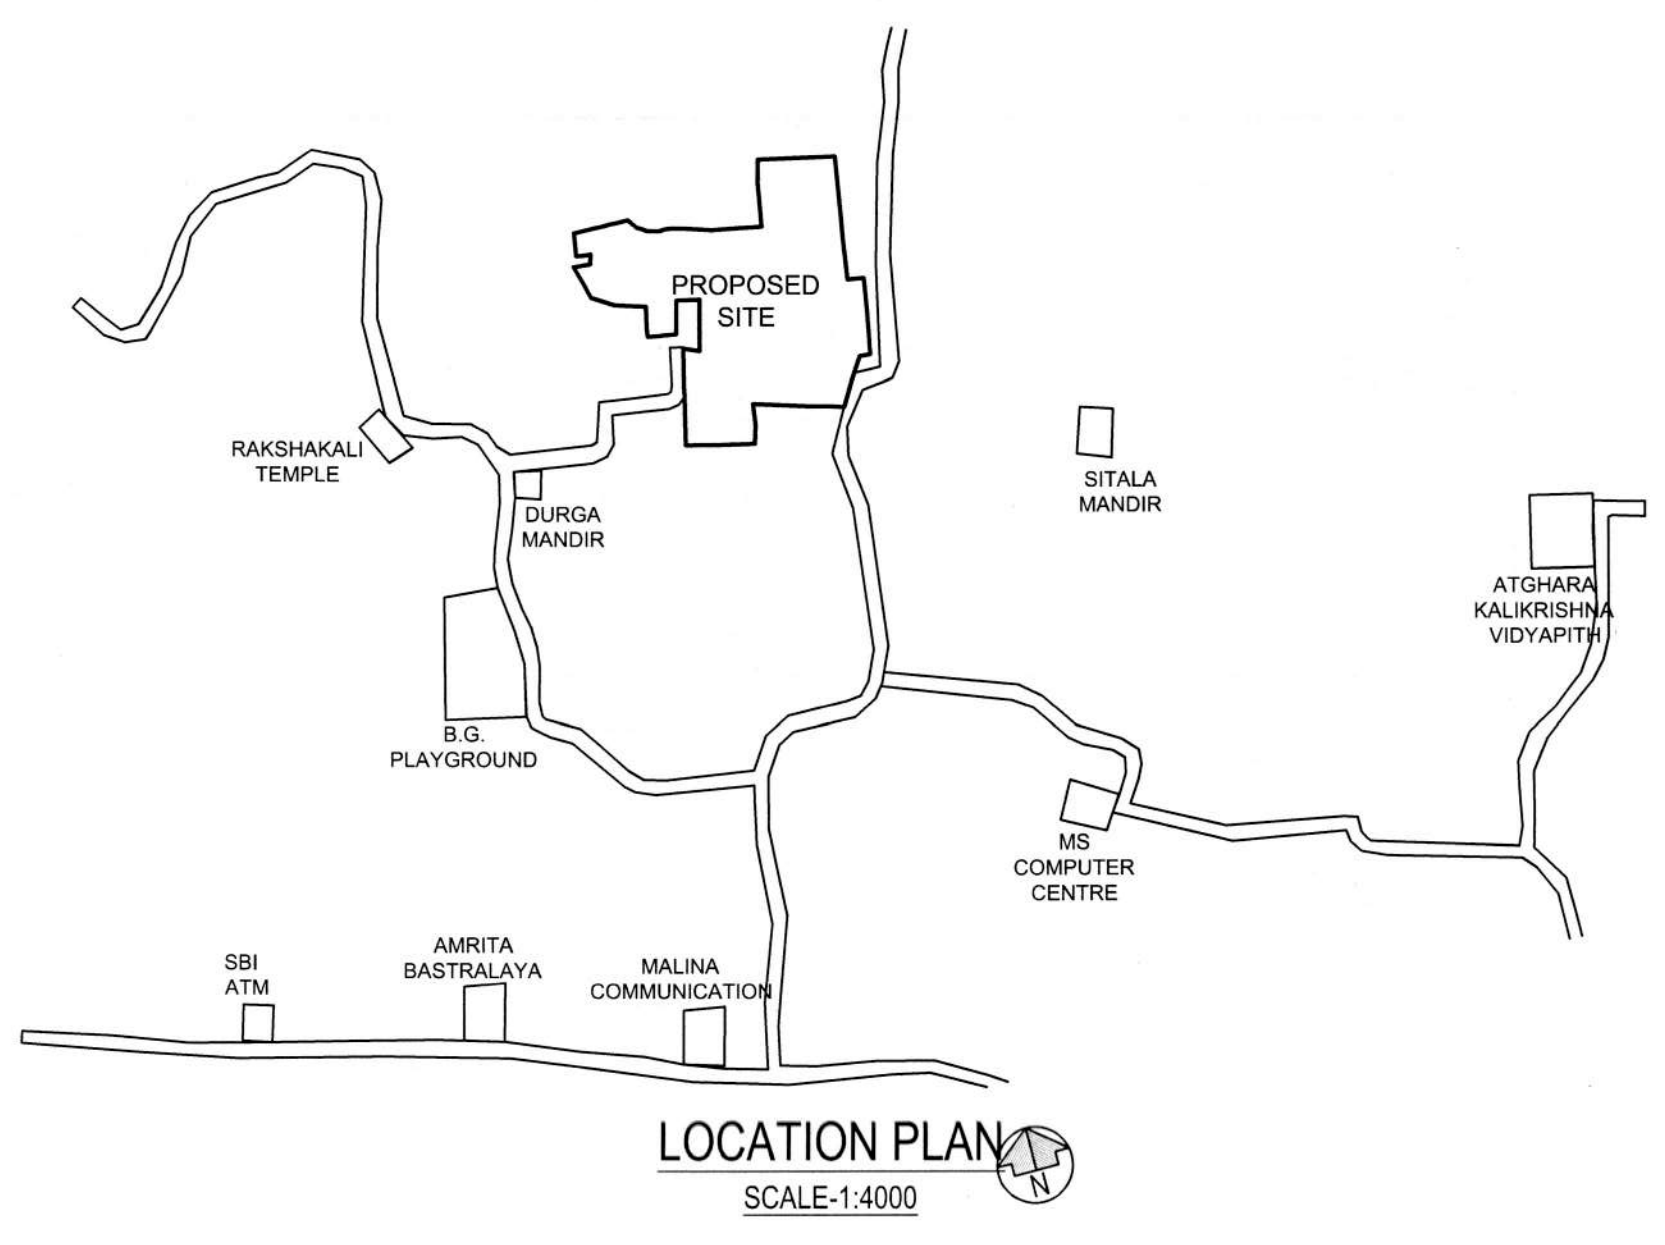 PROPOSED
SITE
RAKSHAKALI
TEMPLE
DURGA
MANDIR
SITALA
MANDIR
ATGHARA
KALIKRISHNA
VIDYAPITH
B.G.
PLAYGROUND
MS
COMPUTER
CENTRE
SBI
ATM
AMRITA
BASTRALAYA
MALINA
COMMUNICATION
LOCATION PLAN
N
SCALE-1:4000